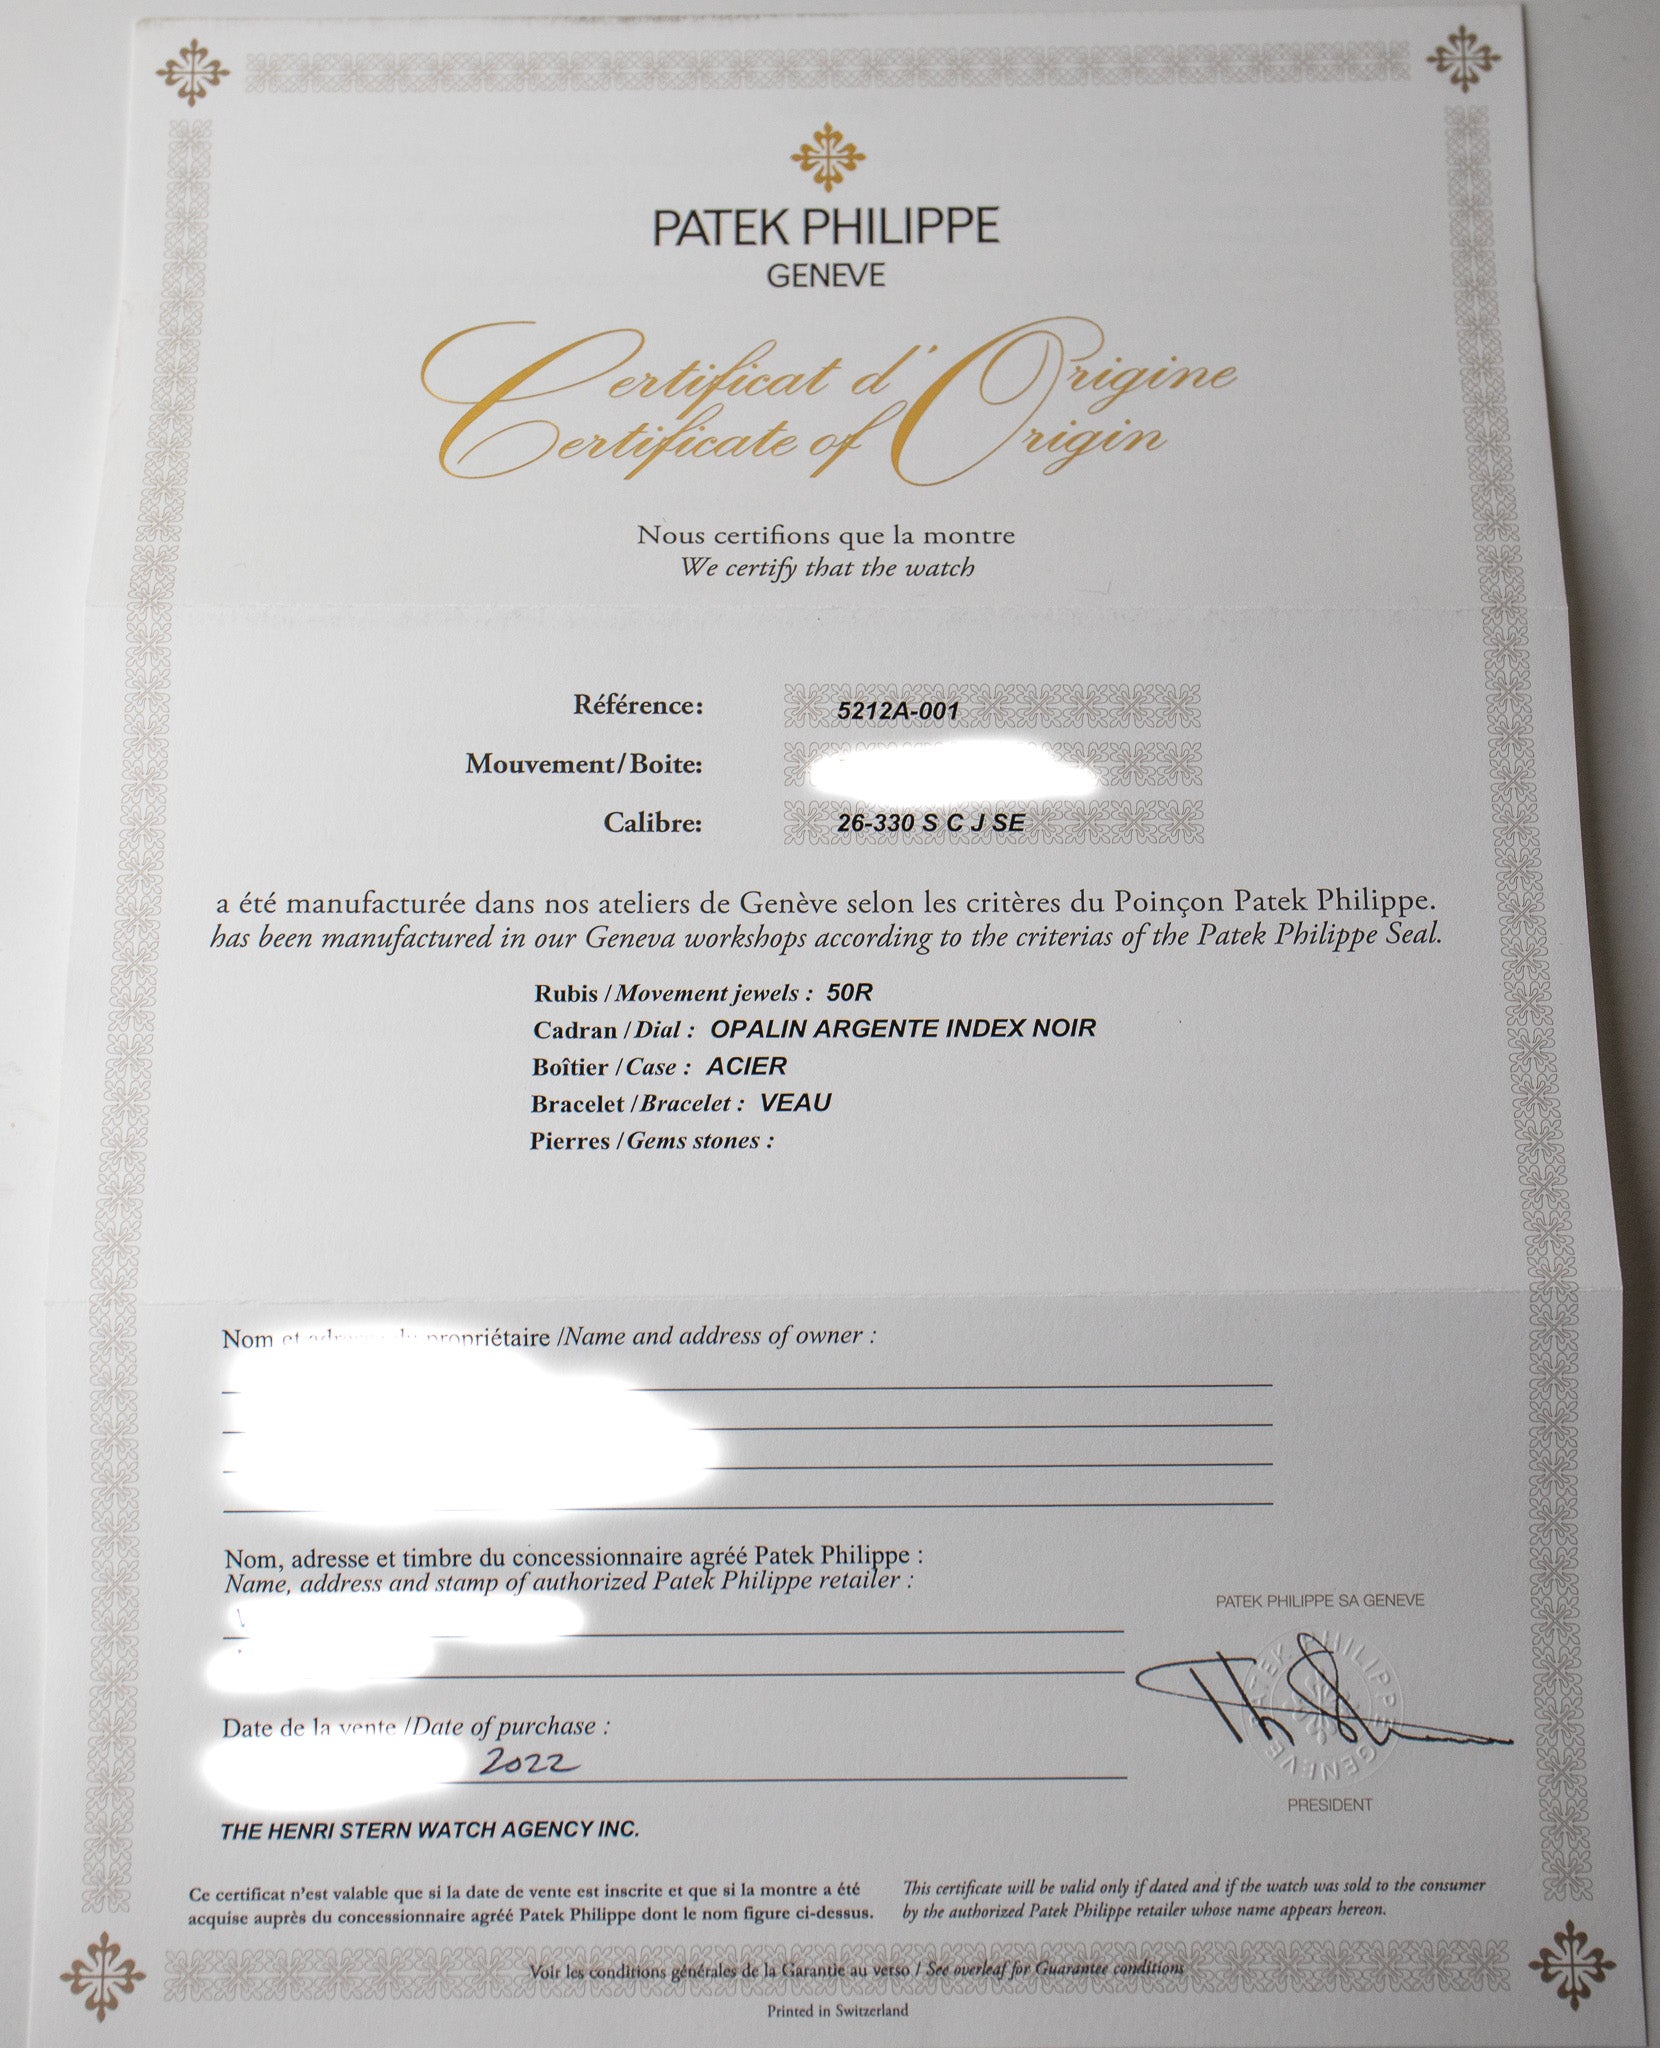 PATEK PHILIPPE
GENEVE
Certificat d'Origine
Certificate of Origin
Nous certifions que la montre
We certify that the watch
Référence: 5212A-001
Mouvement/Boite:
Calibre: 26-330 S C J SE
a été manufacturée dans nos ateliers de Genève selon les critères du Poinçon Patek Philippe.
has been manufactured in our Geneva workshops according to the criterias of the Patek Philippe Seal.
Rubis / Movement jewels : 50R
Cadran / Dial : OPALIN ARGENTE INDEX NOIR
Boîtier / Case : ACIER
Bracelet / Bracelet : VEAU
Pierres / Gems stones :
Nom propriétaire / Name and address of owner :
Nom, adresse et timbre du concessionnaire agréé Patek Philippe :
Name, address and stamp of authorized Patek Philippe retailer :
PATEK PHILIPPE SA GENEVE
PATEK PHILIPPE GENEVE
Date de la vente / Date of purchase :
2022
PRESIDENT
THE HENRI STERN WATCH AGENCY INC.
Ce certificat n'est valable que si la date de vente est inscrite et que si la montre a été
acquise auprès du concessionnaire agréé Patek Philippe dont le nom figure ci-dessus.
This certificate will be valid only if dated and if the watch was sold to the consumer
by the authorized Patek Philippe retailer whose name appears hereon.
Voir les conditions générales de la Garantie au verso / See overleaf for Guarantee conditions
Printed in Switzerland